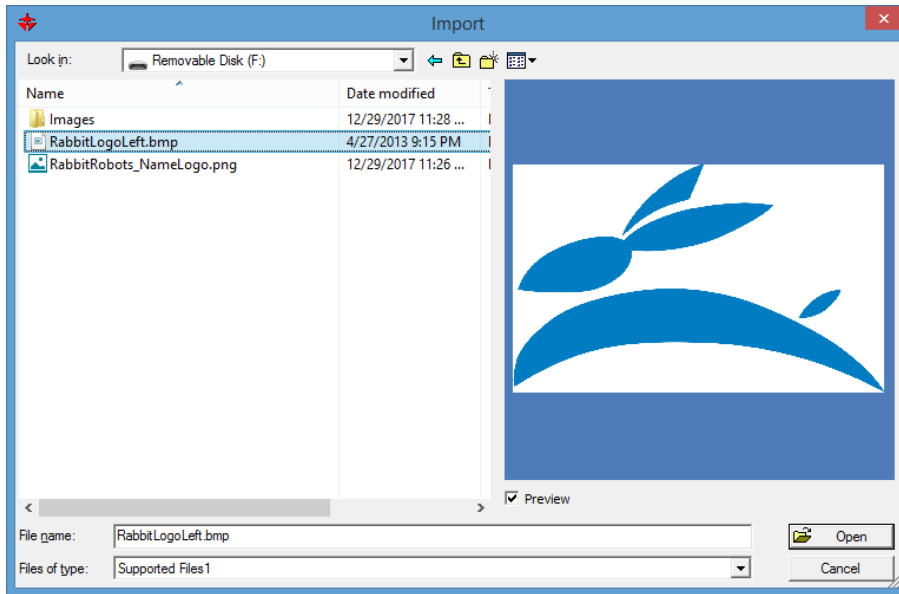 Import
Look in: Removable Disk (F:)
Name Date modified
Images 12/29/2017 11:28 ...
RabbitLogoLeft.bmp 4/27/2013 9:15 PM
RabbitRobots_NameLogo.png 12/29/2017 11:26 ...
Preview
File name: RabbitLogoLeft.bmp Open
Files of type: Supported Files1 Cancel